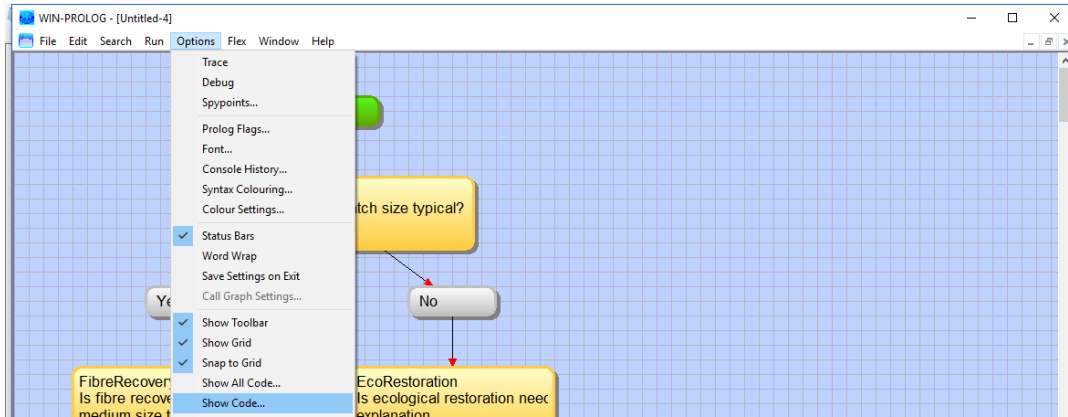 WIN-PROLOG - [Untitled-4]
File Edit Search Run Options Flex Window Help
Trace
Debug
Spypoints...
Prolog Flags...
Font...
Console History...
Syntax Colouring...
Colour Settings...
Status Bars
Word Wrap
Save Settings on Exit
Call Graph Settings...
Show Toolbar
Show Grid
Snap to Grid
Show All Code...
Show Code...
size typical?
No
FibreRecovery
Is fibre
medium size
EcoRestoration
Is ecological restoration
explanation